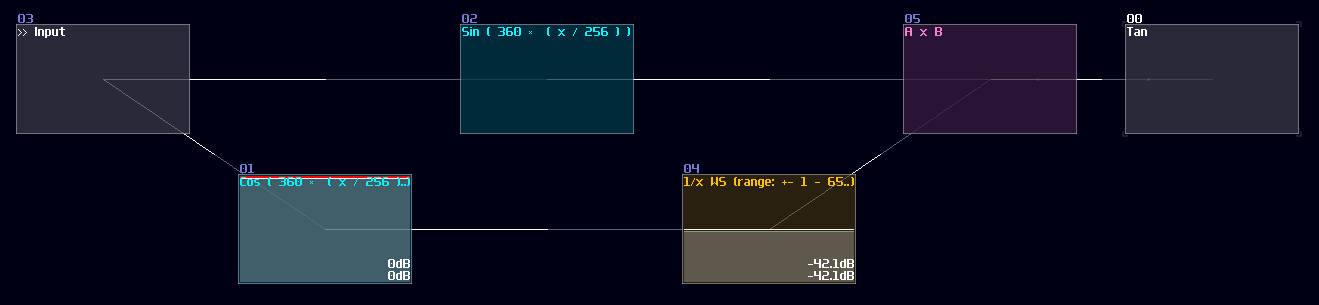 03
>> Input
02
Sin ( 360 * ( x / 256 ) )
05
A x B
00
Tan
01
Cos ( 360 * ( x / 256 )..)
0dB
0dB
04
1/x WS (range: +- 1 - 65..)
-42.1dB
-42.1dB